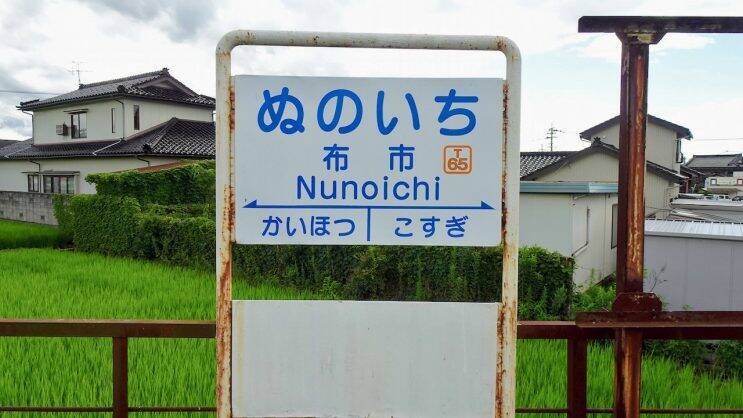 ぬのいち
布市 T 65
Nunoichi
かいほつ こすぎ